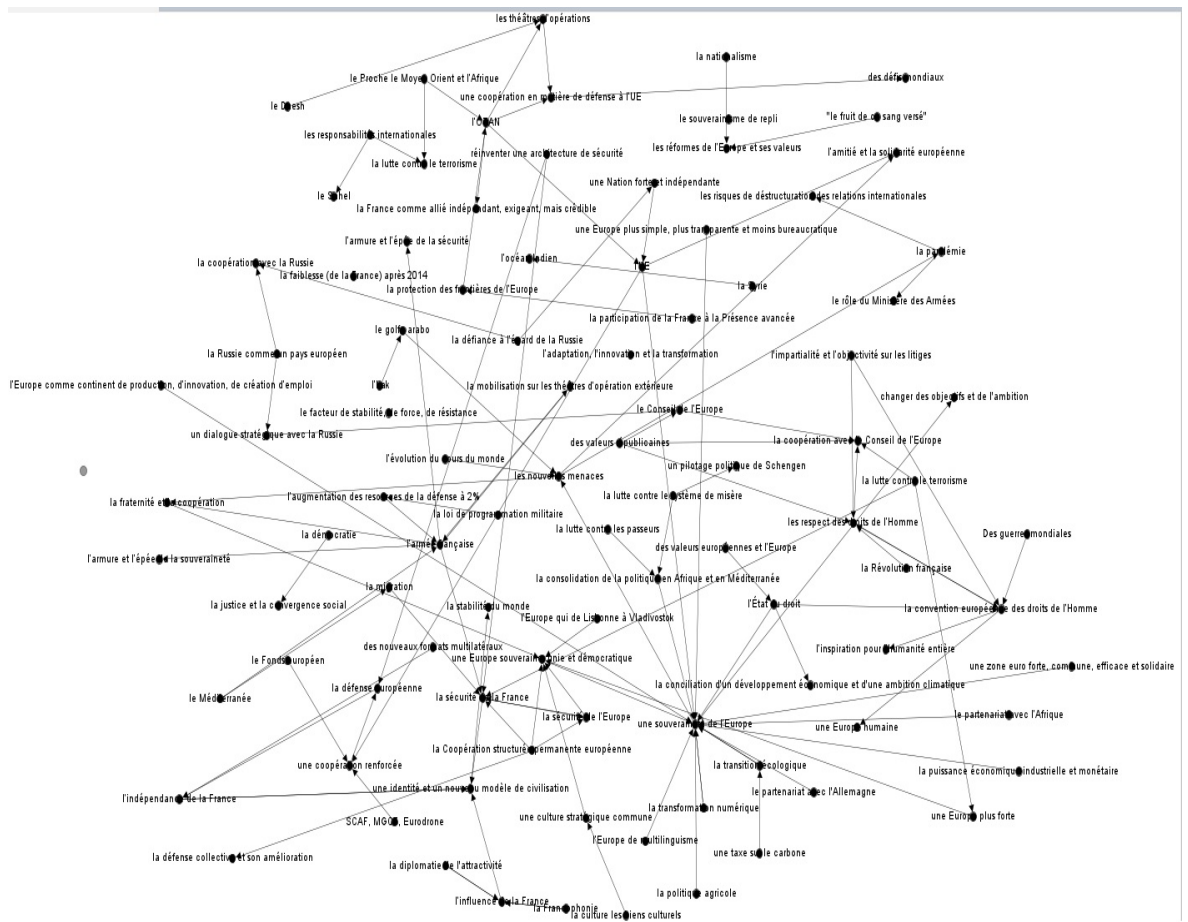 les théâtres d'opérations
la nationalisme
le Proche le Moyen Orient et l'Afrique
des défis mondiaux
une coopération en matière de défense à l'UE
le Daesh
l'OTAN
le souverainisme de repli
"le fruit de du sang versé"
les responsabilités internationales
les réformes de l'Europe et ses valeurs
réinventer une architecture de sécurité
l'amitié et la solidarité européenne
la lutte contre le terrorisme
une Nation forte et indépendante
le Sahel
les risques de déstructuration des relations internationales
la France comme allié indépendant, exigeant, mais crédible
une Europe plus simple, plus transparente et moins bureaucratique
l'armure et l'épée de la sécurité
la pandémie
la coopération avec la Russie
l'océan Indien
l'UE
la faiblesse (de la France) après 2014
la Syrie
la protection des frontières de l'Europe
le rôle du Ministère des Armées
la participation de la France à la Présence avancée
le golfe arabo
la défiance à l'égard de la Russie
la Russie comme un pays européen
l'adaptation, l'innovation et la transformation
l'impartialité et l'objectivité sur les litiges
l'Europe comme continent de production, d'innovation, de création d'emploi
l'Irak
la mobilisation sur les théâtres d'opération extérieure
changer des objectifs et de l'ambition
le facteur de stabilité, de force, de résistance
le Conseil de l'Europe
un dialogue stratégique avec la Russie
des valeurs républicaines
la coopération avec le Conseil de l'Europe
l'évolution du cours du monde
un pilotage politique de Schengen
les nouvelles menaces
la lutte contre le terrorisme
la fraternité et la coopération
l'augmentation des resources de la défense à 2%
la lutte contre le système de misère
la loi de programmation militaire
les respect des droits de l'Homme
la démocratie
la lutte contre les passeurs
Des guerres mondiales
l'armée française
des valeurs européennes et l'Europe
l'armure et l'épée de la souveraineté
la Révolution française
la consolidation de la politique en Afrique et en Méditerranée
la migration
la justice et la convergence social
la stabilité du monde
l'État du droit
la convention européenne des droits de l'Homme
l'Europe qui de Lisbonne à Vladivostok
des nouveaux formats multilatéraux
l'inspiration pour l'humanité entière
le Fonds européen
une Europe souveraine, unie et démocratique
une zone euro forte, commune, efficace et solidaire
la défense européenne
la conciliation d'un développement économique et d'une ambition climatique
le Méditerranée
la sécurité de la France
la sécurité de l'Europe
une souveraineté de l'Europe
le partenariat avec l'Afrique
une Europe humaine
la Coopération structurée permanente européenne
une coopération renforcée
la transition écologique
la puissance économique, industrielle et monétaire
une identité et un nouveau modèle de civilisation
le partenariat avec l'Allemagne
l'indépendance de la France
la transformation numérique
SCAF, MGCS, Eurodrone
une culture stratégique commune
une Europe plus forte
l'Europe de multilinguisme
une taxe sur le carbone
la défense collective et son amélioration
la diplomatie de l'attractivité
la politique agricole
l'influence de la France
la Francophonie
la culture les liens culturels